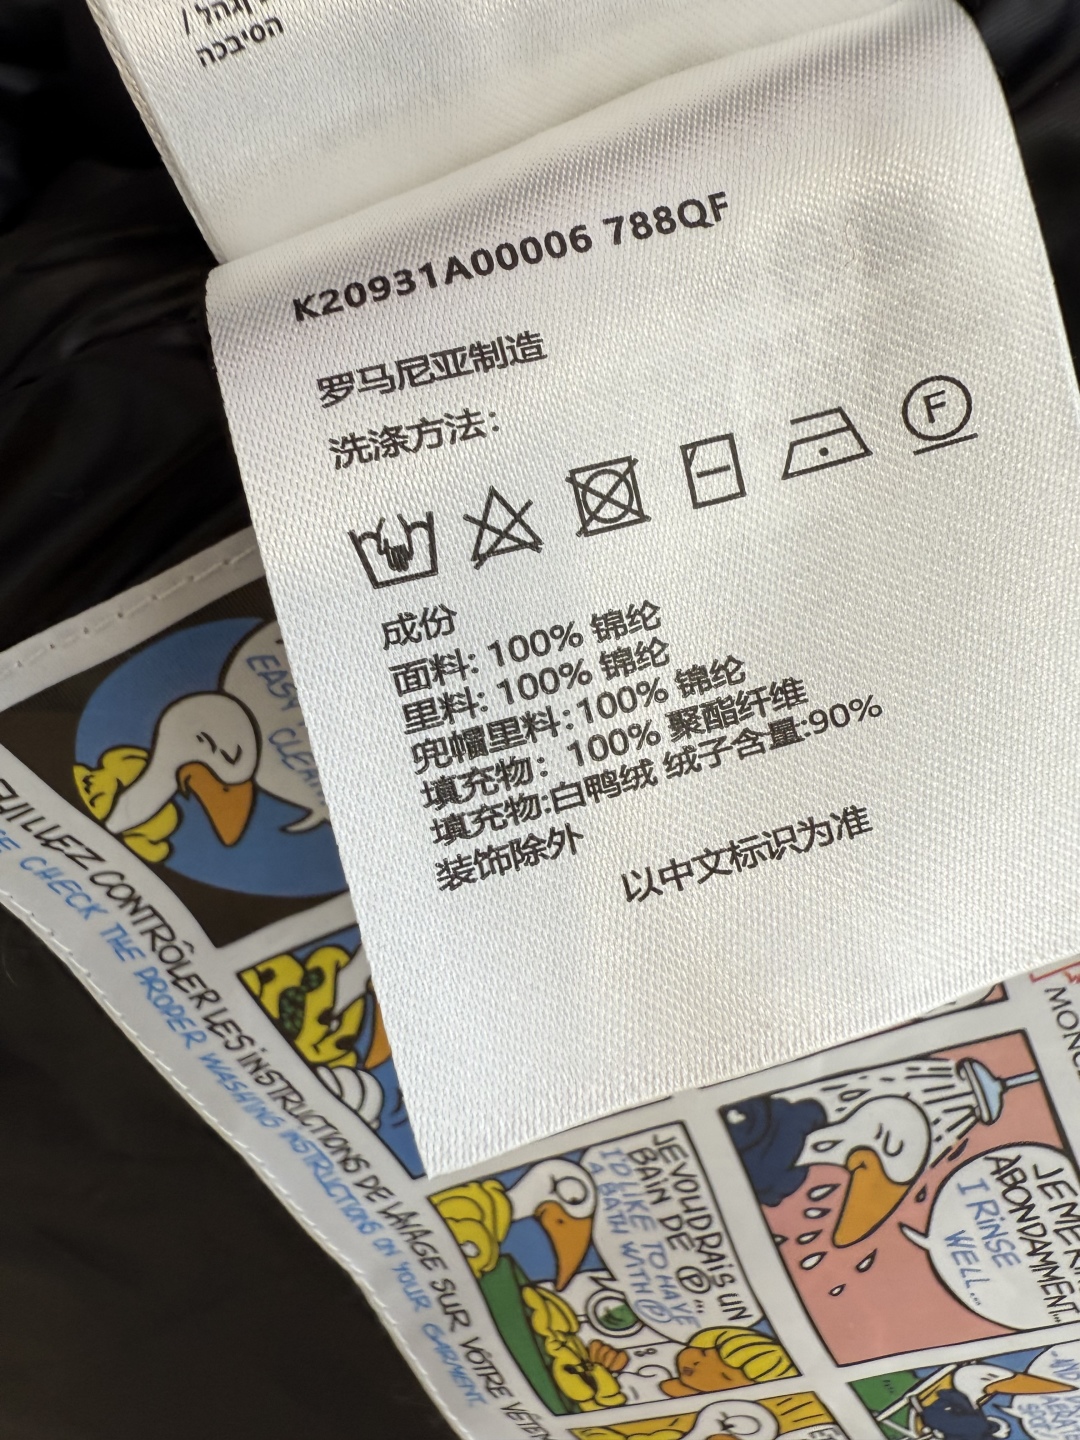 הסיבכה
K20931A00006 788QF
罗马尼亚制造
洗涤方法:
F
成份
面料: 100% 锦纶
里料: 100% 锦纶
兜帽里料:100% 锦纶
填充物: 100% 聚酯纤维
填充物:白鸭绒 绒子含量:90%
装饰除外
以中文标识为准
EASY
CONTRÔLER LES INSTRUCTIONS DE LAVAGE SUR VOTRE
CHECK THE PROPER WASHING INSTRUCTIONS ON YOUR GARMENT.
JE VOUDRAIS UN
BAIN DE @...
I'D LIKE TO HAVE
A BATH WITH @
ABONDAMMENT...
I RINSE
WELL...